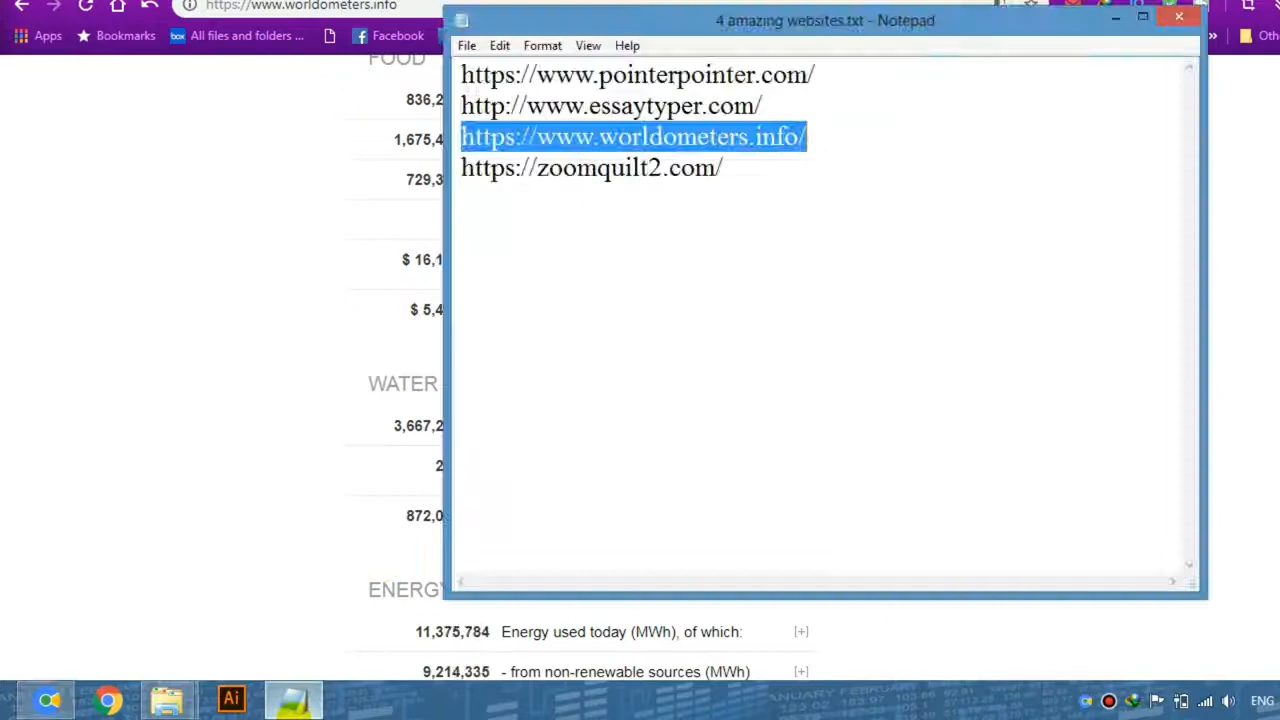 https://www.worldometers.info
4 amazing websites.txt - Notepad
Apps Bookmarks All files and folders ... Facebook
File Edit Format View Help
https://www.pointerpointer.com/
http://www.essaytyper.com/
https://www.worldometers.info/
https://zoomquilt2.com/
FOOD
836,2
1,675,4
729,3
$ 16,1
$ 5,4
WATER
3,667,2
2
872,0
ENERGY
11,375,784 Energy used today (MWh), of which: [+]
9,214,335 - from non-renewable sources (MWh) [+]
Ai
ENG